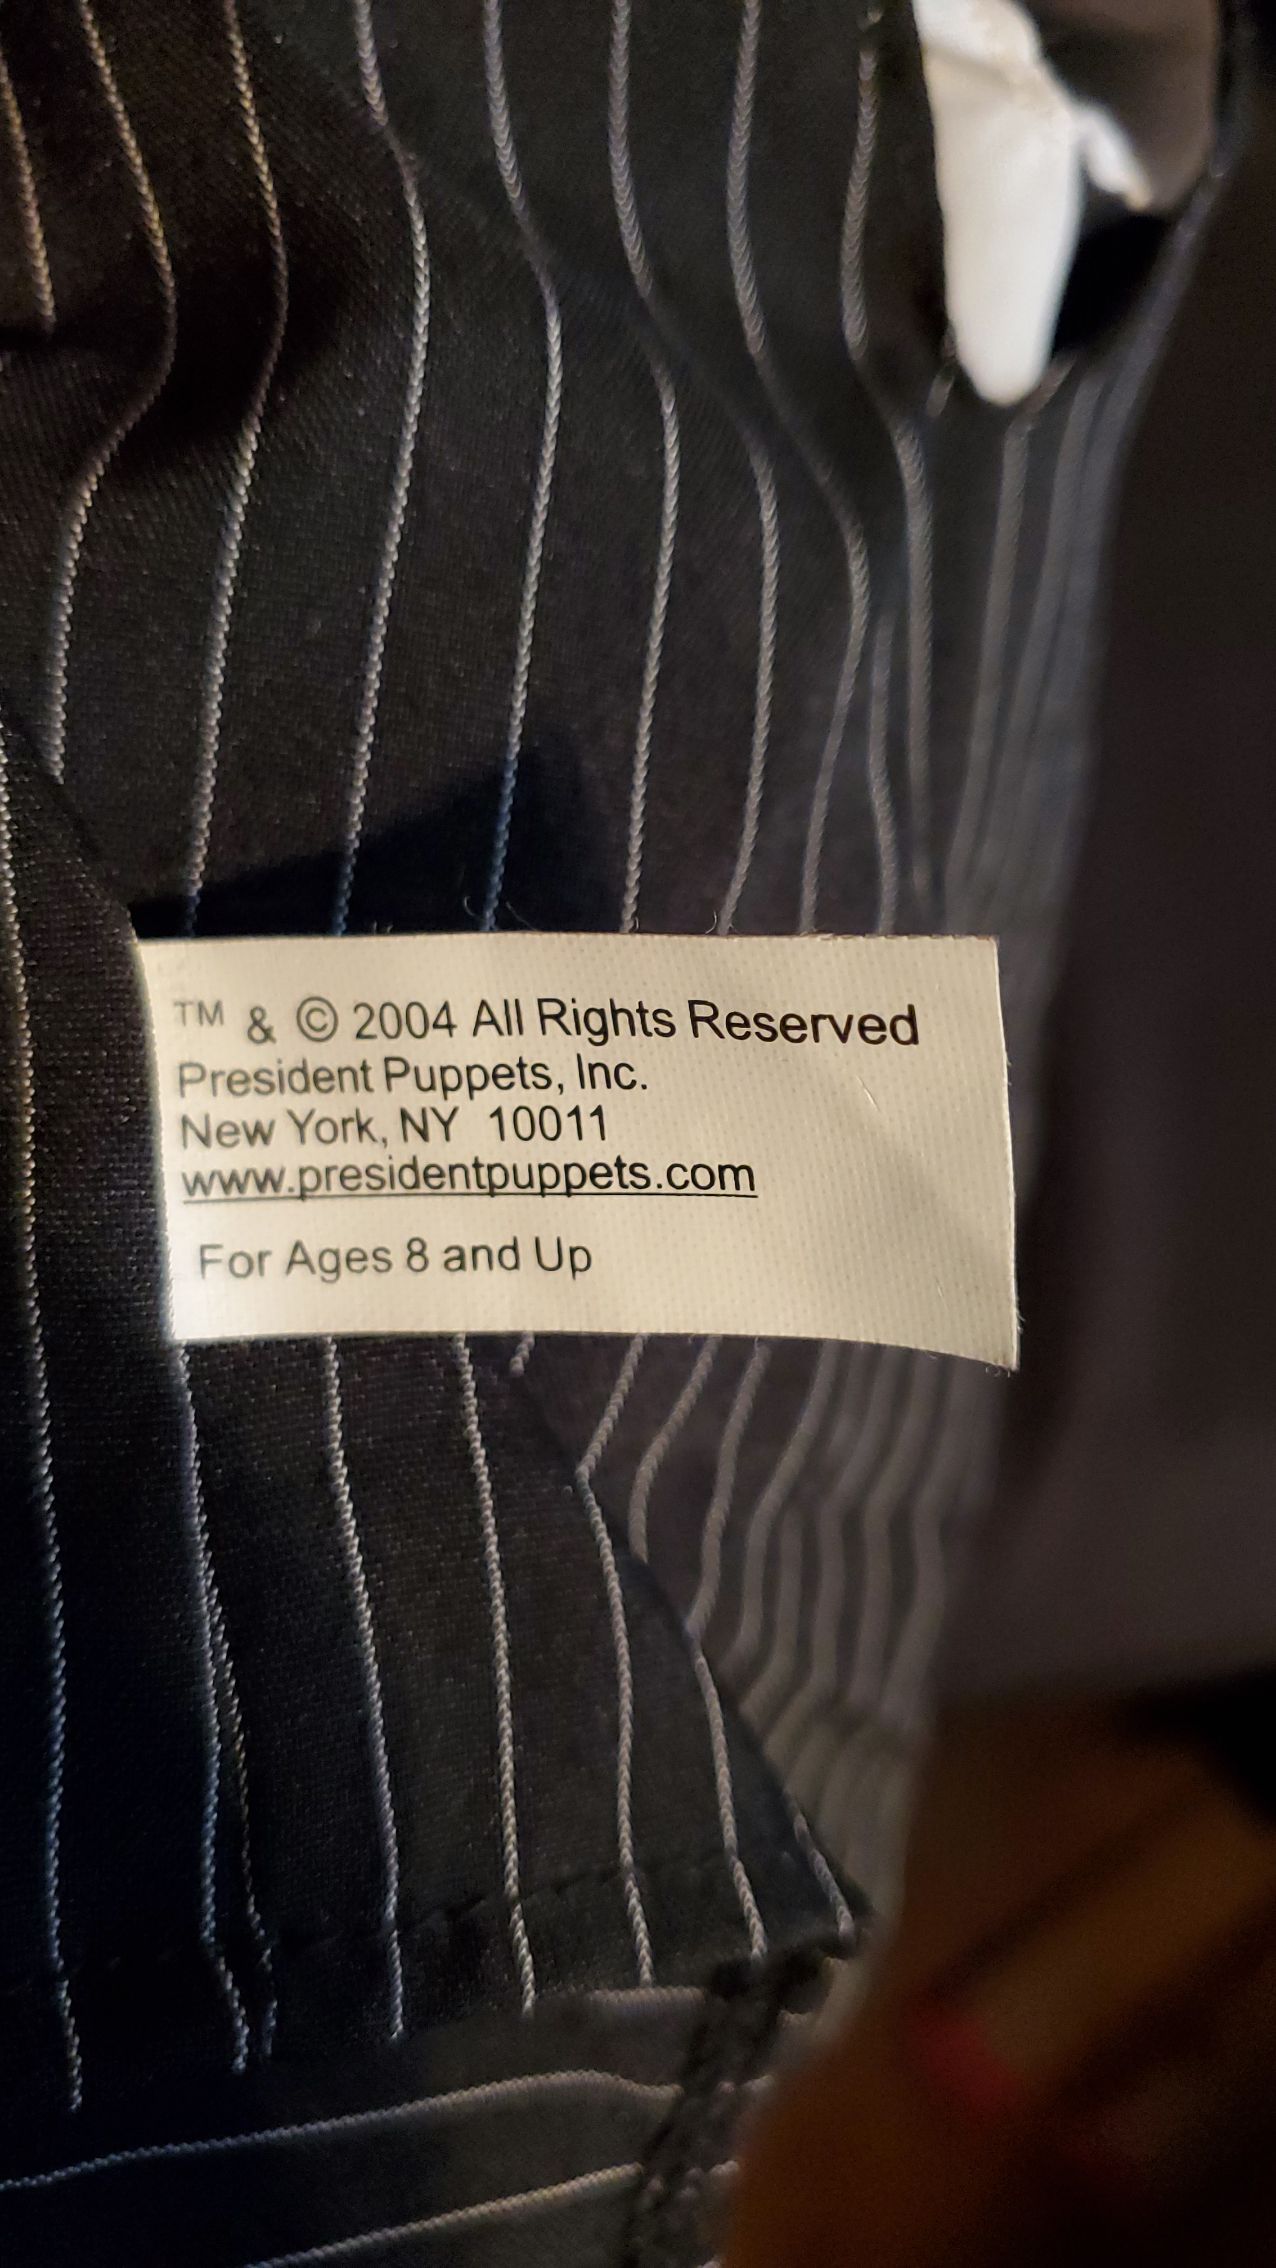 ™ & © 2004 All Rights Reserved
President Puppets, Inc.
New York, NY 10011
www.presidentpuppets.com
For Ages 8 and Up